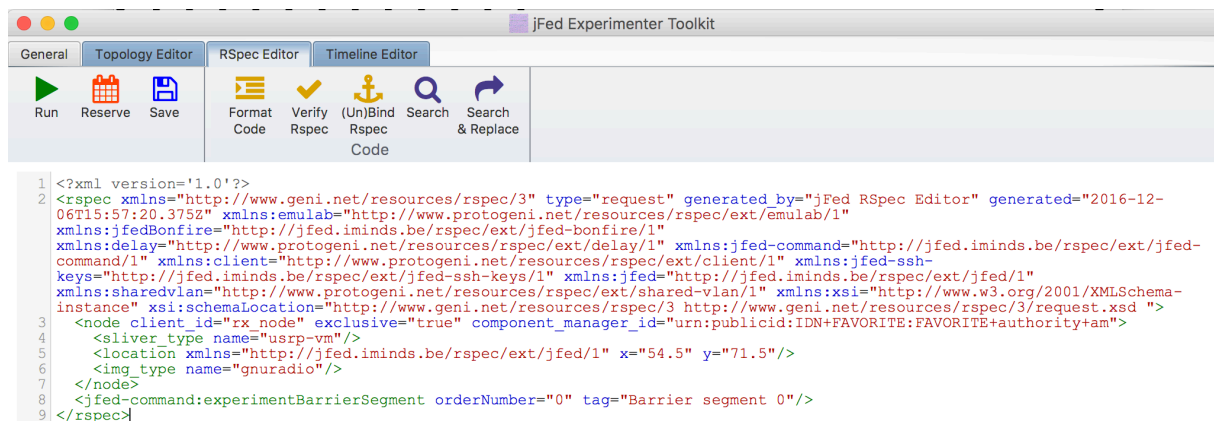 jFed Experimenter Toolkit
General Topology Editor RSpec Editor Timeline Editor
Run Reserve Save Format Code Verify Rspec (Un)Bind Rspec Search Search & Replace
Code
1 <?xml version='1.0'?>
2 <rspec xmlns="http://www.geni.net/resources/rspec/3" type="request" generated_by="jFed RSpec Editor" generated="2016-12-
06T15:57:20.375Z" xmlns:emulab="http://www.protogeni.net/resources/rspec/ext/emulab/1"
xmlns:jfedBonfire="http://jfed.iminds.be/rspec/ext/jfed-bonfire/1"
xmlns:delay="http://www.protogeni.net/resources/rspec/ext/delay/1" xmlns:jfed-command="http://jfed.iminds.be/rspec/ext/jfed-
command/1" xmlns:client="http://www.protogeni.net/resources/rspec/ext/client/1" xmlns:jfed-ssh-
keys="http://jfed.iminds.be/rspec/ext/jfed-ssh-keys/1" xmlns:jfed="http://jfed.iminds.be/rspec/ext/jfed/1"
xmlns:sharedvlan="http://www.protogeni.net/resources/rspec/ext/shared-vlan/1" xmlns:xsi="http://www.w3.org/2001/XMLSchema-
instance" xsi:schemaLocation="http://www.geni.net/resources/rspec/3 http://www.geni.net/resources/rspec/3/request.xsd ">
3 <node client_id="rx_node" exclusive="true" component_manager_id="urn:publicid:IDN+FAVORITE:FAVORITE+authority+am">
4 <sliver_type name="usrp-vm"/>
5 <location xmlns="http://jfed.iminds.be/rspec/ext/jfed/1" x="54.5" y="71.5"/>
6 <img_type name="gnuradio"/>
7 </node>
8 <jfed-command:experimentBarrierSegment orderNumber="0" tag="Barrier segment 0"/>
9 </rspec>